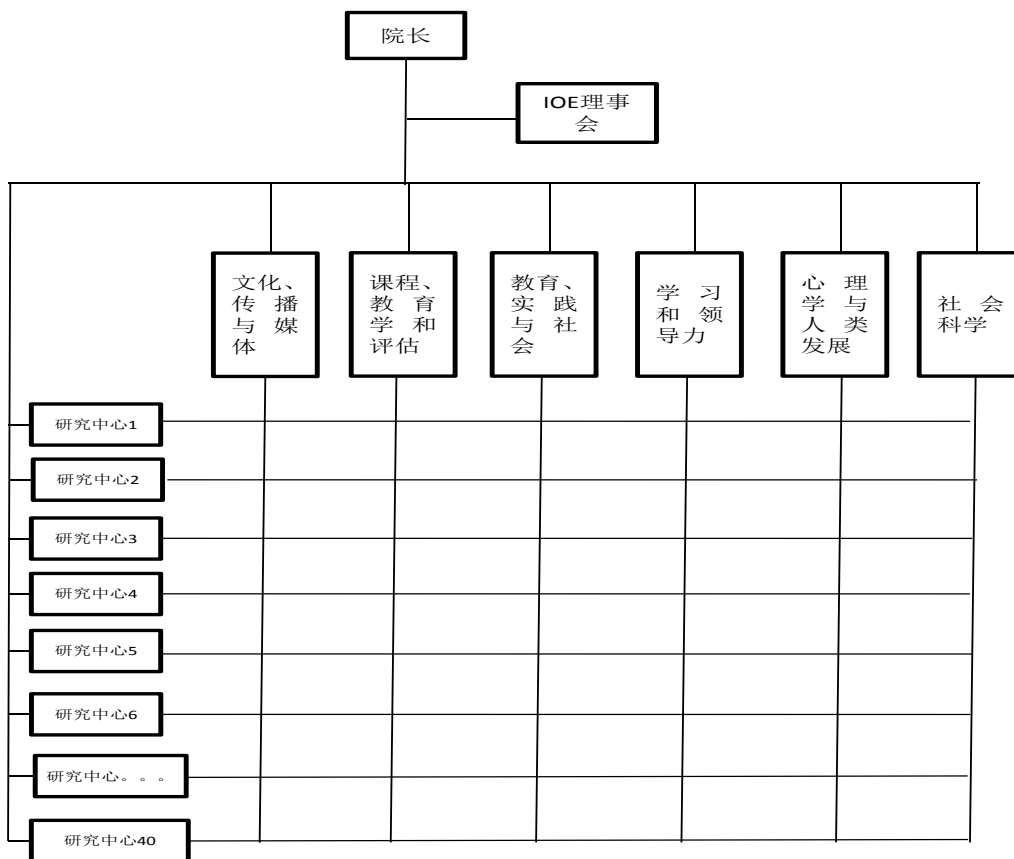 院长
IOE理事
会
文化、
传播
与媒
体
课程、
教育
学和
评估
教育、
实践
与社
会
学习
和领
导力
心理
学与
人类
发展
社会
科学
研究中心1
研究中心2
研究中心3
研究中心4
研究中心5
研究中心6
研究中心。。。
研究中心40